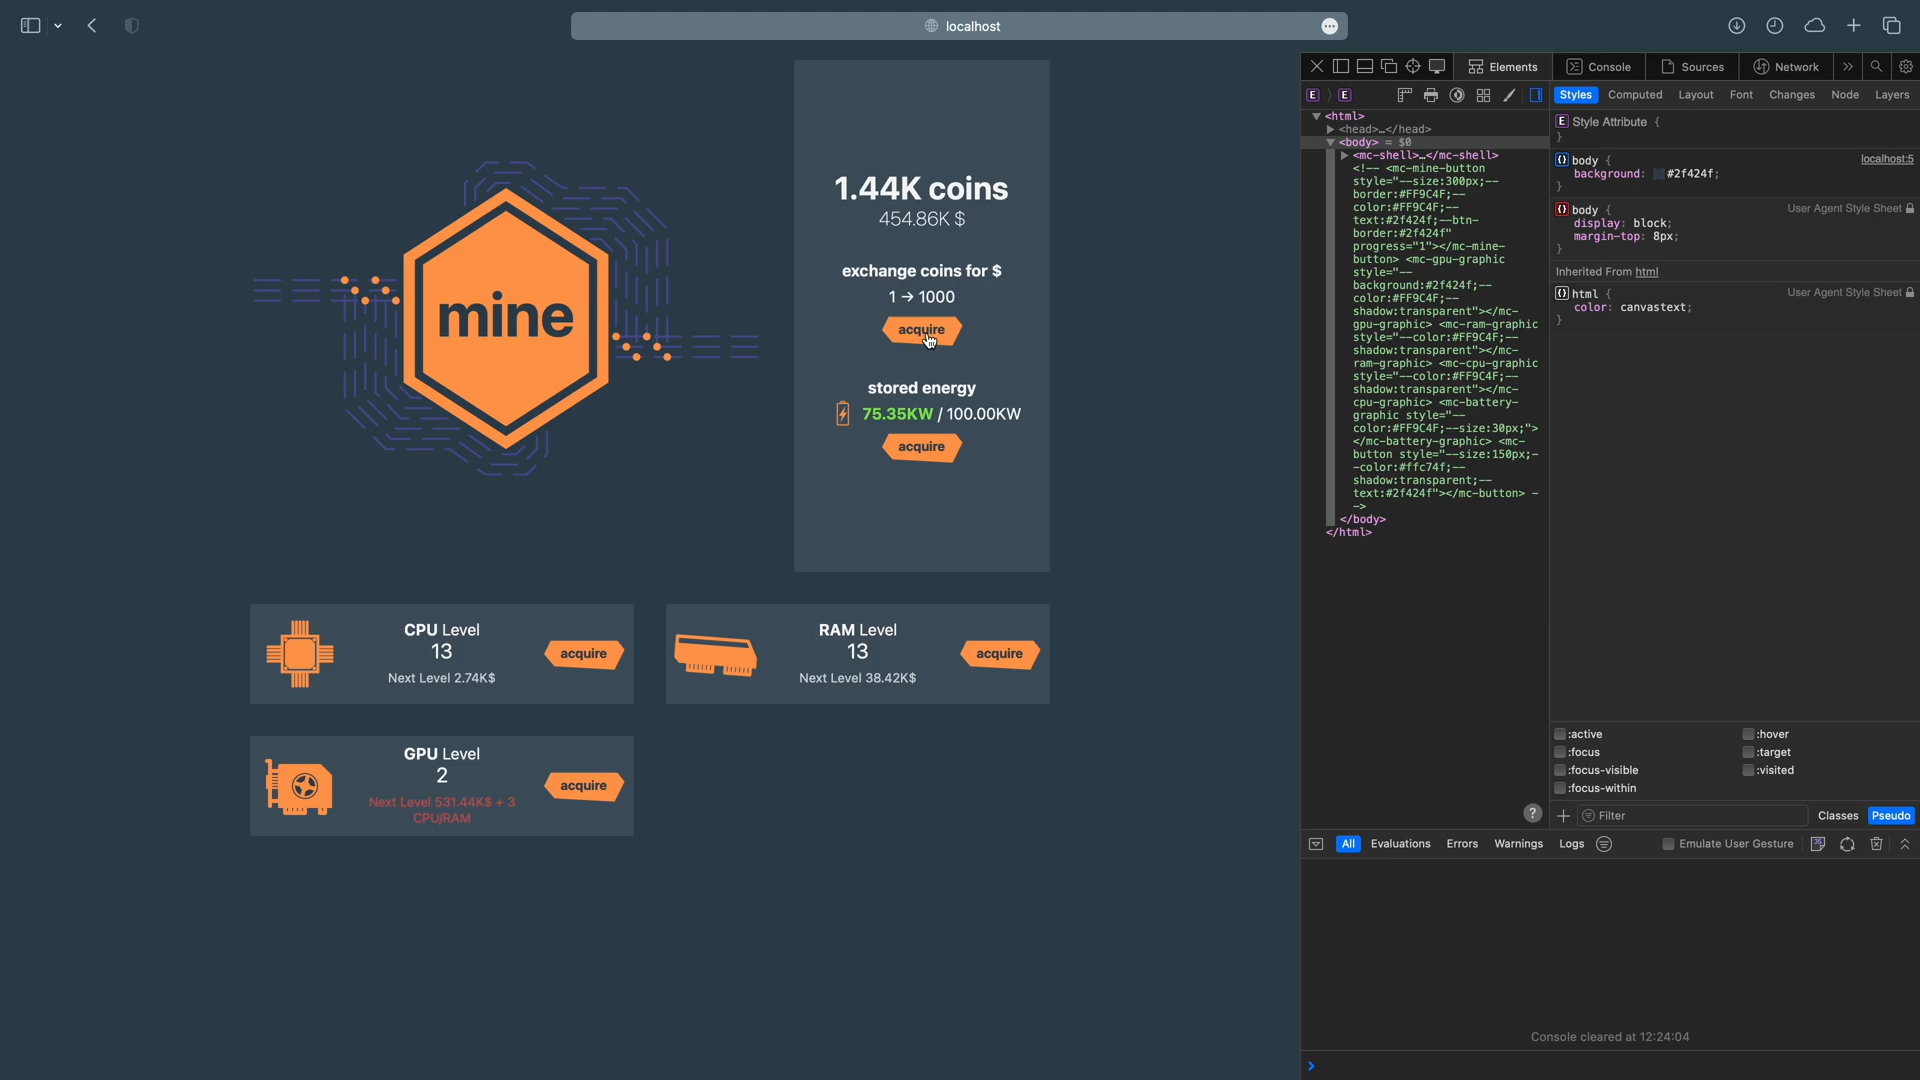 localhost
mine
1.44K coins
454.86K $
exchange coins for $
1 → 1000
acquire
stored energy
75.35KW / 100.00KW
acquire
CPU Level
13
Next Level 2.74K$
acquire
RAM Level
13
Next Level 38.42K$
acquire
GPU Level
2
Next Level 531.44K$ + 3
CPU/RAM
acquire
Elements
Console
Sources
Network
E E
Styles Computed Layout Font Changes Node Layers
<html>
<head>…</head>
<body> = $0
<mc-shell>…</mc-shell>
<!-- <mc-mine-button
style="--size:300px;--
border:#FF9C4F;--
color:#FF9C4F;--
text:#2f424f;--btn-
border:#2f424f"
progress="1"></mc-mine-
button> <mc-gpu-graphic
style="--
background:#2f424f;--
color:#FF9C4F;--
shadow:transparent"></mc-
gpu-graphic> <mc-ram-graphic
style="--color:#FF9C4F;--
shadow:transparent"></mc-
ram-graphic> <mc-cpu-graphic
style="--color:#FF9C4F;--
shadow:transparent"></mc-
cpu-graphic> <mc-battery-
graphic style="--
color:#FF9C4F;--size:30px;">
</mc-battery-graphic> <mc-
button style="--size:150px;-
-color:#ffc74f;--
shadow:transparent;--
text:#2f424f"></mc-button> -
->
</body>
</html>
E Style Attribute {
}
body { localhost:5
background: #2f424f;
}
body { User Agent Style Sheet
display: block;
margin-top: 8px;
}
Inherited From html
html { User Agent Style Sheet
color: canvastext;
}
:active :hover
:focus :target
:focus-visible :visited
:focus-within
? Filter Classes Pseudo
All Evaluations Errors Warnings Logs Emulate User Gesture
Console cleared at 12:24:04